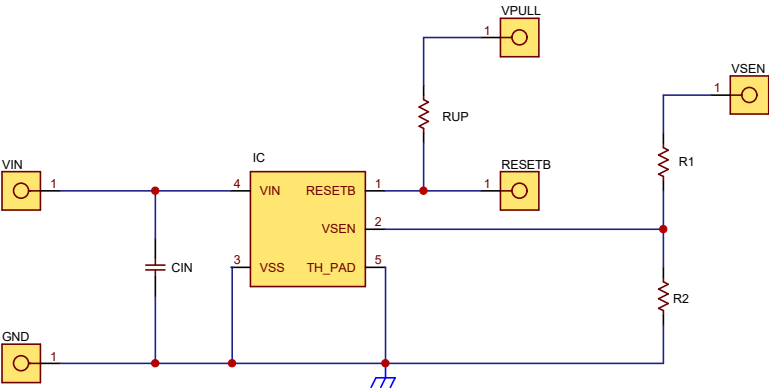 VPULL
1
VSEN
1
RUP
IC
VIN
1
4 VIN
RESETB 1
1
RESETB
R1
VSEN 2
3 VSS
TH_PAD 5
CIN
R2
GND
1